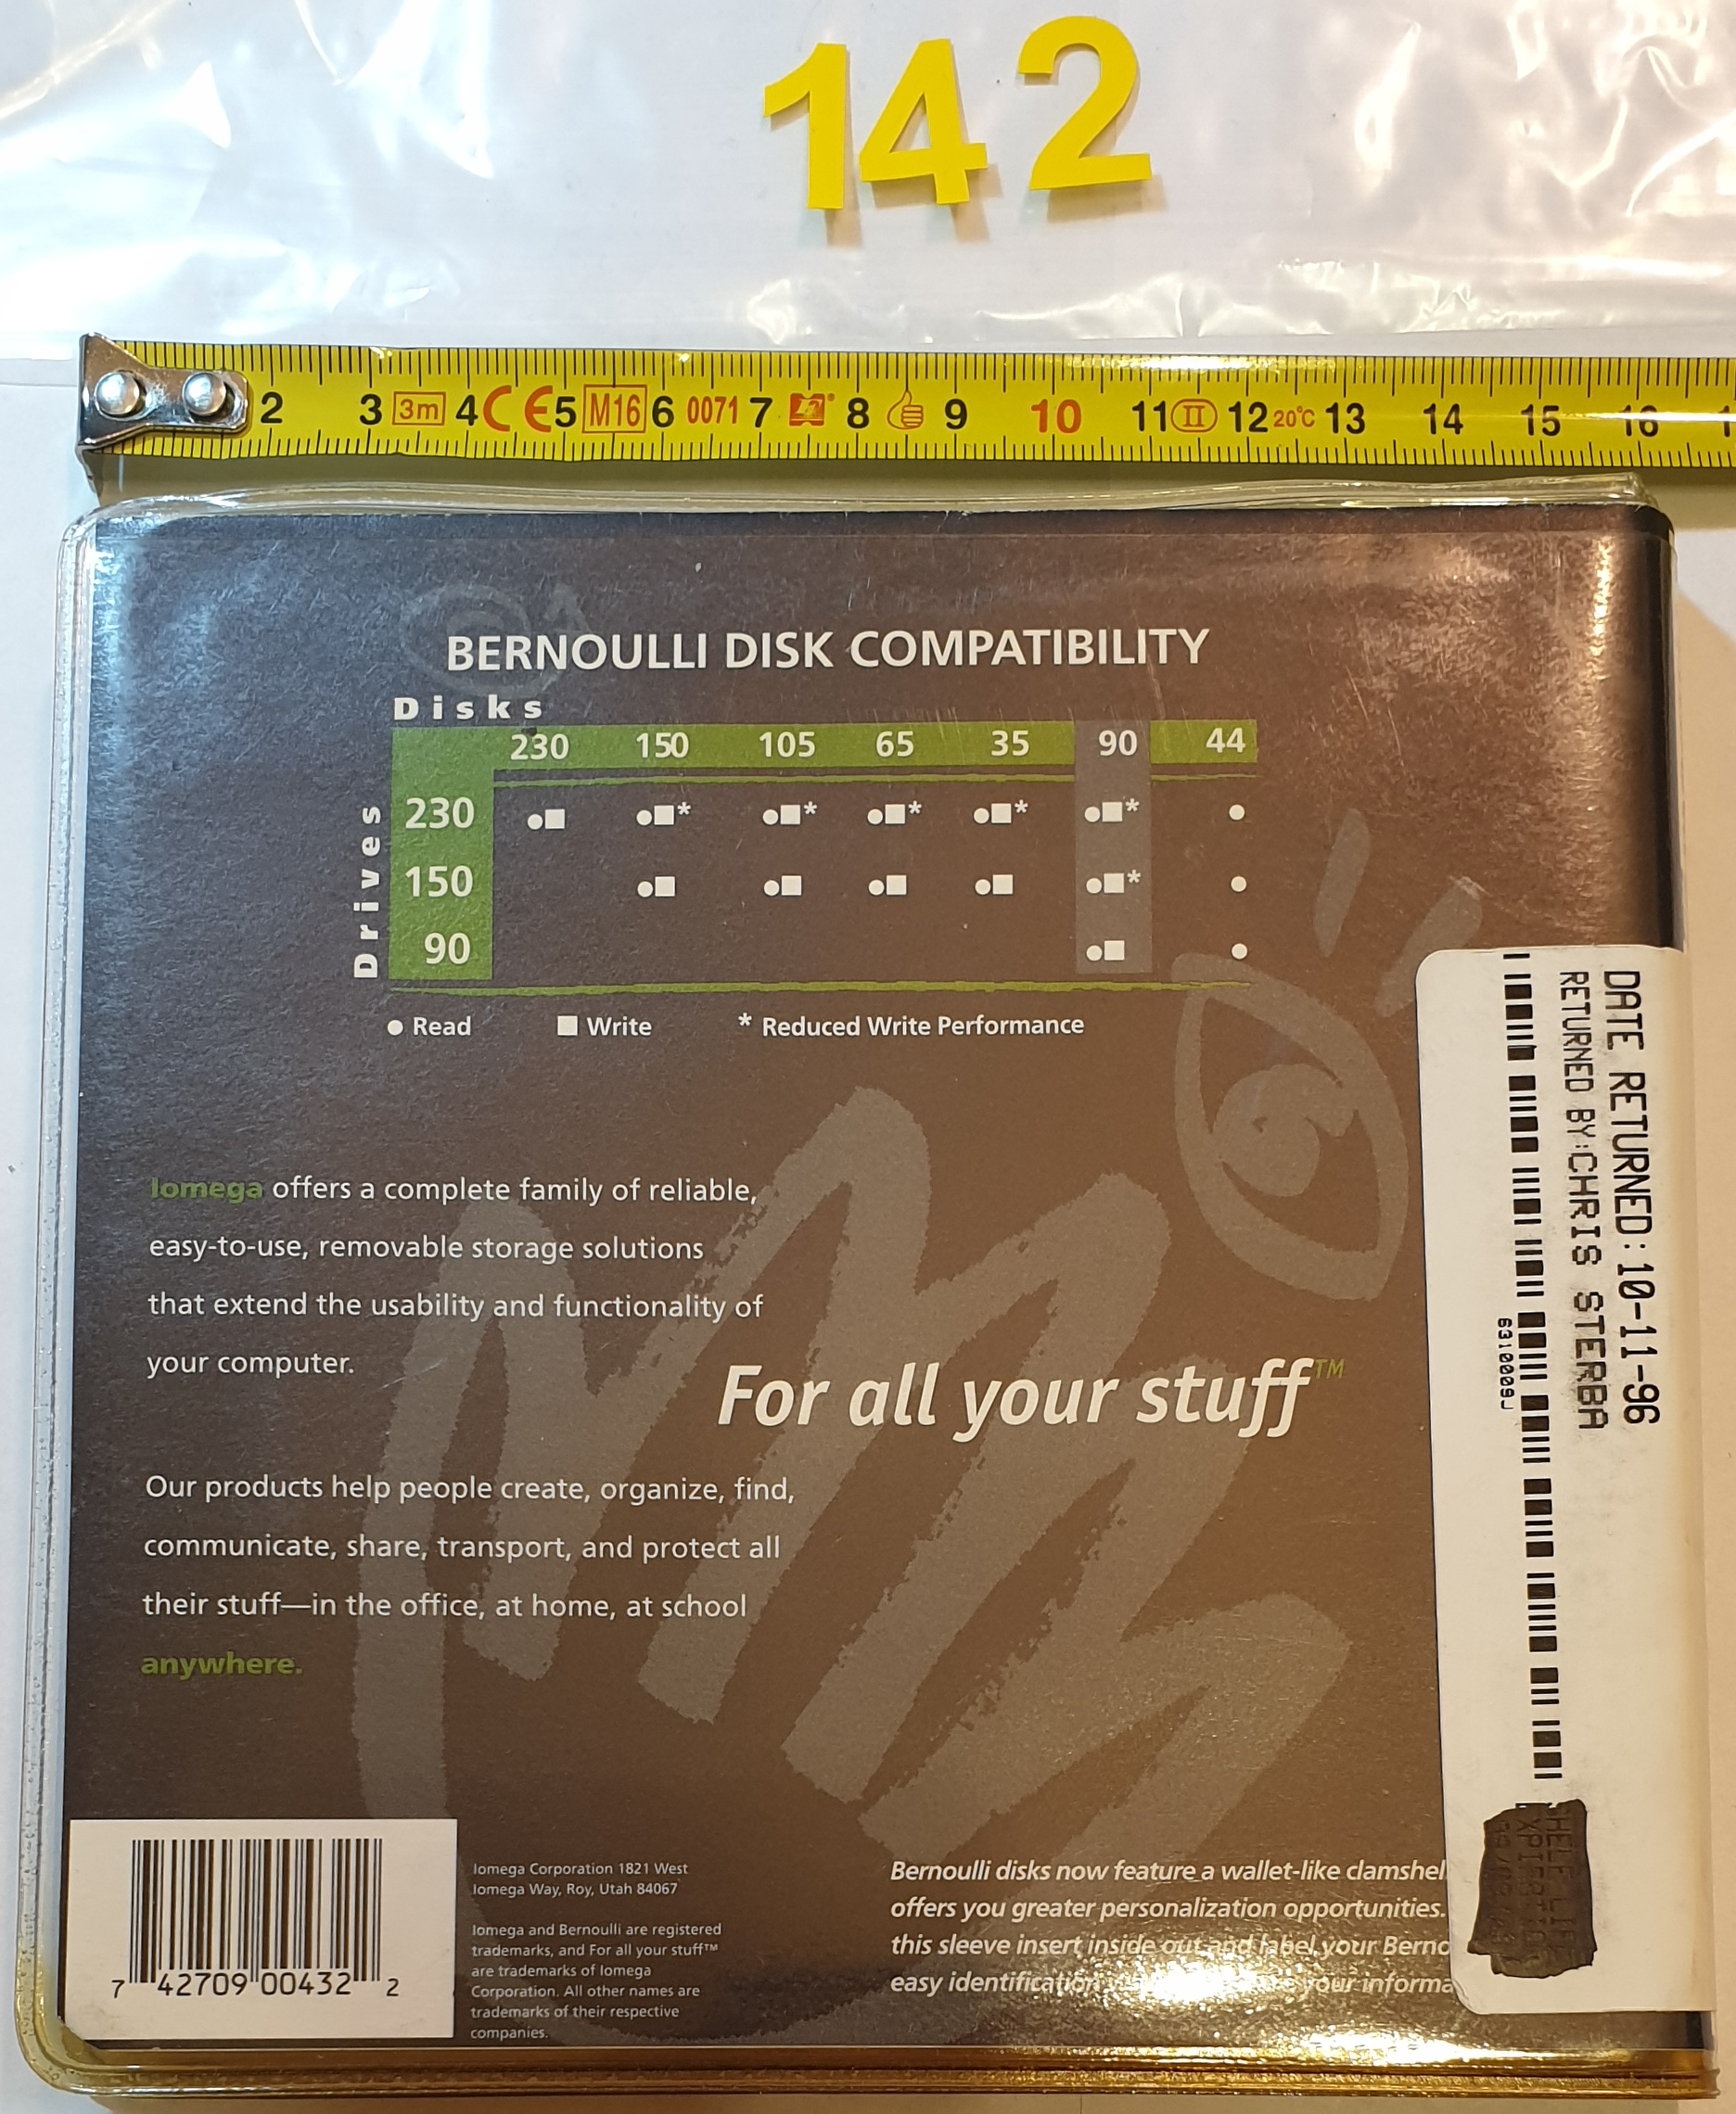 142
2 3 3m 4 CE 5 M16 6 0071 7 8 9 10 11 II 12 20°C 13 14 15 16
BERNOULLI DISK COMPATIBILITY
Disks
230 150 105 65 35 90 44
Drives
230 ●■ ●■* ●■* ●■* ●■* ●■* ●
150 ●■ ●■ ●■ ●■ ●■* ●
90 ●■ ●
● Read ■ Write * Reduced Write Performance
Iomega offers a complete family of reliable,
easy-to-use, removable storage solutions
that extend the usability and functionality of
your computer.
For all your stuff™
Our products help people create, organize, find,
communicate, share, transport, and protect all
their stuff—in the office, at home, at school
anywhere.
7 42709 00432 2
Iomega Corporation 1821 West
Iomega Way, Roy, Utah 84067
Iomega and Bernoulli are registered
trademarks, and For all your stuff™
are trademarks of Iomega
Corporation. All other names are
trademarks of their respective
companies.
Bernoulli disks now feature a wallet-like clamshel
offers you greater personalization opportunities.
this sleeve insert inside out and label your Berno
easy identification your informa
DATE RETURNED:10-11-96
RETURNED BY:CHRIS STERBA
6310009J
SHELF LIFE
EXPIRATION